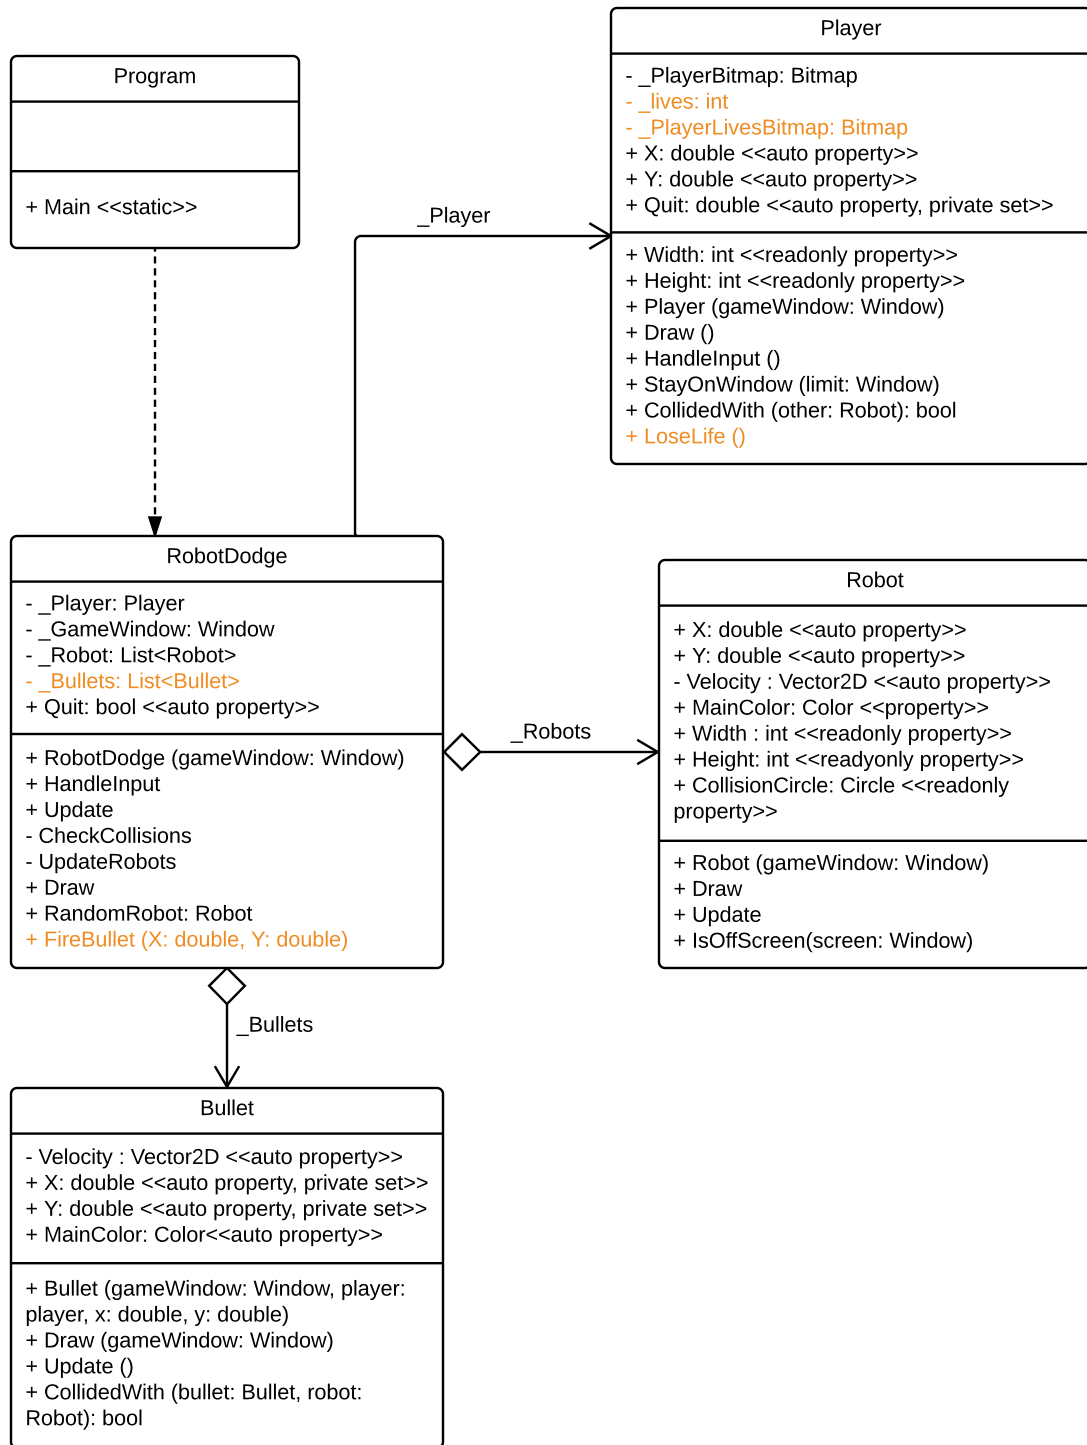 Program
+ Main <<static>>
Player
- _PlayerBitmap: Bitmap
- _lives: int
- _PlayerLivesBitmap: Bitmap
+ X: double <<auto property>>
+ Y: double <<auto property>>
+ Quit: double <<auto property, private set>>
+ Width: int <<readonly property>>
+ Height: int <<readonly property>>
+ Player (gameWindow: Window)
+ Draw ()
+ HandleInput ()
+ StayOnWindow (limit: Window)
+ CollidedWith (other: Robot): bool
+ LoseLife ()
_Player
RobotDodge
- _Player: Player
- _GameWindow: Window
- _Robot: List<Robot>
- _Bullets: List<Bullet>
+ Quit: bool <<auto property>>
+ RobotDodge (gameWindow: Window)
+ HandleInput
+ Update
- CheckCollisions
- UpdateRobots
+ Draw
+ RandomRobot: Robot
+ FireBullet (X: double, Y: double)
_Robots
Robot
+ X: double <<auto property>>
+ Y: double <<auto property>>
- Velocity : Vector2D <<auto property>>
+ MainColor: Color <<property>>
+ Width : int <<readonly property>>
+ Height: int <<readyonly property>>
+ CollisionCircle: Circle <<readonly
property>>
+ Robot (gameWindow: Window)
+ Draw
+ Update
+ IsOffScreen(screen: Window)
_Bullets
Bullet
- Velocity : Vector2D <<auto property>>
+ X: double <<auto property, private set>>
+ Y: double <<auto property, private set>>
+ MainColor: Color<<auto property>>
+ Bullet (gameWindow: Window, player:
player, x: double, y: double)
+ Draw (gameWindow: Window)
+ Update ()
+ CollidedWith (bullet: Bullet, robot:
Robot): bool